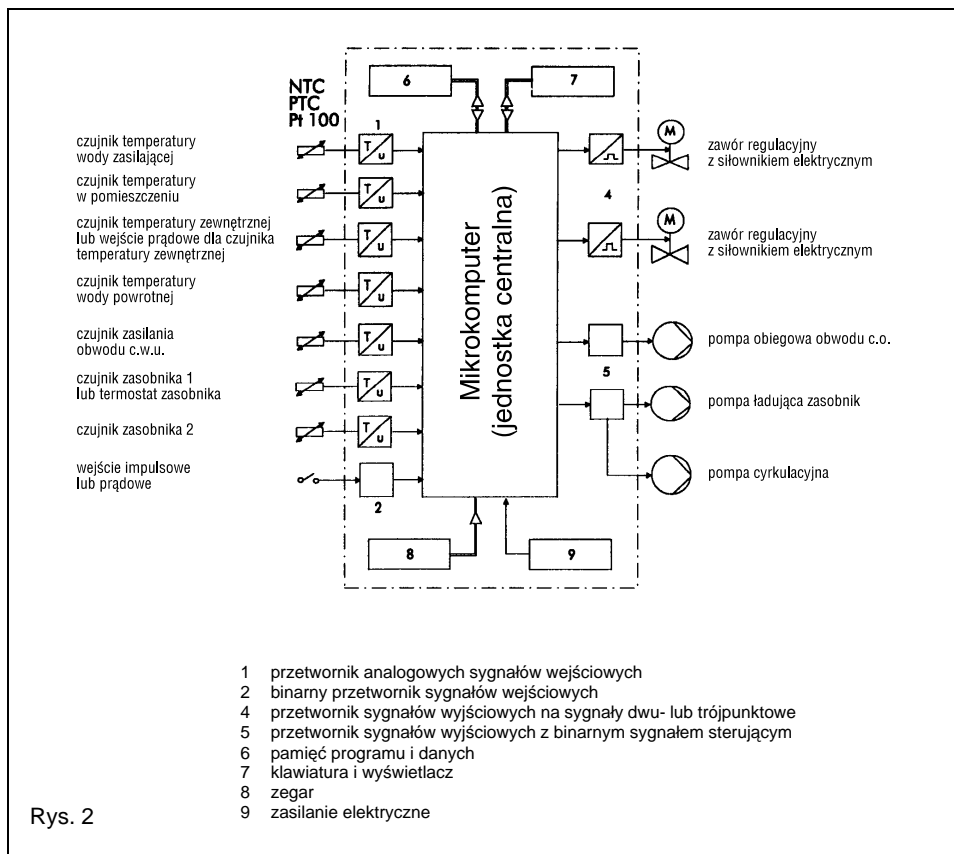 6
7
NTC
PTC
Pt 100
1
czujnik temperatury
wody zasilającej
T/u
M
zawór regulacyjny
z siłownikiem elektrycznym
4
czujnik temperatury
w pomieszczeniu
T/u
czujnik temperatury zewnętrznej
lub wejście prądowe dla czujnika
temperatury zewnętrznej
T/u
M
zawór regulacyjny
z siłownikiem elektrycznym
czujnik temperatury
wody powrotnej
T/u
Mikrokomputer
(jednostka centralna)
czujnik zasilania
obwodu c.w.u.
T/u
pompa obiegowa obwodu c.o.
5
czujnik zasobnika 1
lub termostat zasobnika
T/u
pompa ładująca zasobnik
czujnik zasobnika 2
T/u
wejście impulsowe
lub prądowe
2
pompa cyrkulacyjna
8
9
1 przetwornik analogowych sygnałów wejściowych
2 binarny przetwornik sygnałów wejściowych
4 przetwornik sygnałów wyjściowych na sygnały dwu- lub trójpunktowe
5 przetwornik sygnałów wyjściowych z binarnym sygnałem sterującym
6 pamięć programu i danych
7 klawiatura i wyświetlacz
8 zegar
9 zasilanie elektryczne
Rys. 2